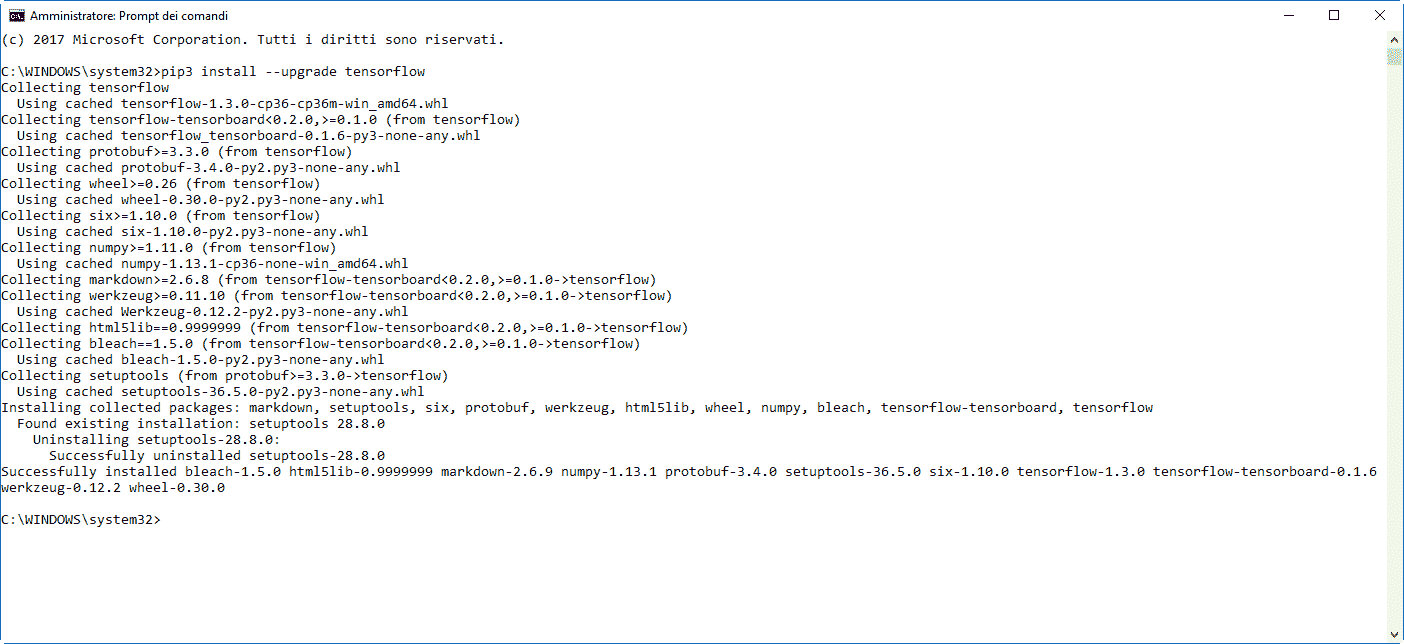 Amministratore: Prompt dei comandi
(c) 2017 Microsoft Corporation. Tutti i diritti sono riservati.
C:\WINDOWS\system32>pip3 install --upgrade tensorflow
Collecting tensorflow
Using cached tensorflow-1.3.0-cp36-cp36m-win_amd64.whl
Collecting tensorflow-tensorboard<0.2.0,>=0.1.0 (from tensorflow)
Using cached tensorflow_tensorboard-0.1.6-py3-none-any.whl
Collecting protobuf>=3.3.0 (from tensorflow)
Using cached protobuf-3.4.0-py2.py3-none-any.whl
Collecting wheel>=0.26 (from tensorflow)
Using cached wheel-0.30.0-py2.py3-none-any.whl
Collecting six>=1.10.0 (from tensorflow)
Using cached six-1.10.0-py2.py3-none-any.whl
Collecting numpy>=1.11.0 (from tensorflow)
Using cached numpy-1.13.1-cp36-none-win_amd64.whl
Collecting markdown>=2.6.8 (from tensorflow-tensorboard<0.2.0,>=0.1.0->tensorflow)
Collecting werkzeug>=0.11.10 (from tensorflow-tensorboard<0.2.0,>=0.1.0->tensorflow)
Using cached Werkzeug-0.12.2-py2.py3-none-any.whl
Collecting html5lib==0.9999999 (from tensorflow-tensorboard<0.2.0,>=0.1.0->tensorflow)
Collecting bleach==1.5.0 (from tensorflow-tensorboard<0.2.0,>=0.1.0->tensorflow)
Using cached bleach-1.5.0-py2.py3-none-any.whl
Collecting setuptools (from protobuf>=3.3.0->tensorflow)
Using cached setuptools-36.5.0-py2.py3-none-any.whl
Installing collected packages: markdown, setuptools, six, protobuf, werkzeug, html5lib, wheel, numpy, bleach, tensorflow-tensorboard, tensorflow
Found existing installation: setuptools 28.8.0
Uninstalling setuptools-28.8.0:
Successfully uninstalled setuptools-28.8.0
Successfully installed bleach-1.5.0 html5lib-0.9999999 markdown-2.6.9 numpy-1.13.1 protobuf-3.4.0 setuptools-36.5.0 six-1.10.0 tensorflow-1.3.0 tensorflow-tensorboard-0.1.6
werkzeug-0.12.2 wheel-0.30.0
C:\WINDOWS\system32>